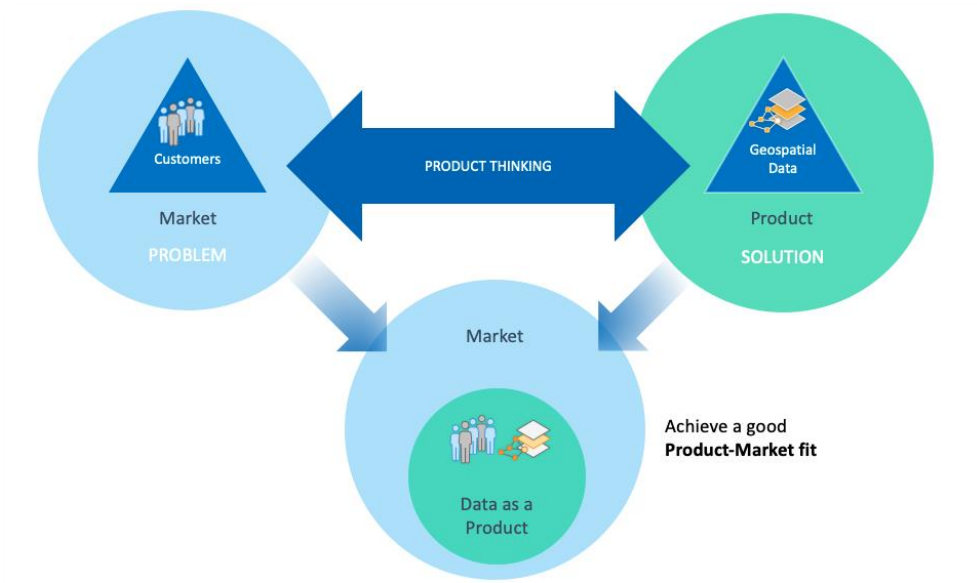 Customers
Market
PROBLEM
PRODUCT THINKING
Geospatial
Data
Product
SOLUTION
Market
Data as a
Product
Achieve a good
Product-Market fit